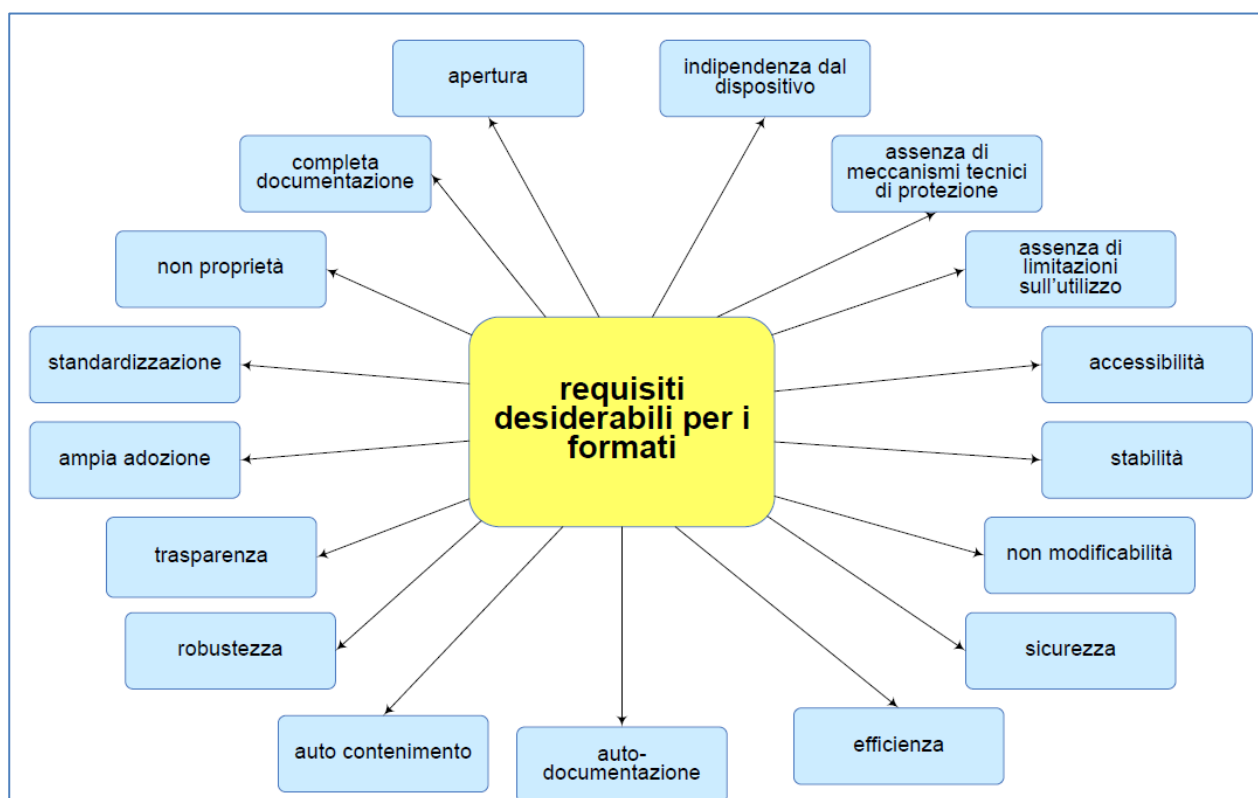 apertura
indipendenza dal
dispositivo
completa
documentazione
assenza di
meccanismi tecnici
di protezione
non proprietà
assenza di
limitazioni
sull'utilizzo
standardizzazione
accessibilità
requisiti
desiderabili per i
formati
ampia adozione
stabilità
trasparenza
non modificabilità
robustezza
sicurezza
auto contenimento
auto-
documentazione
efficienza